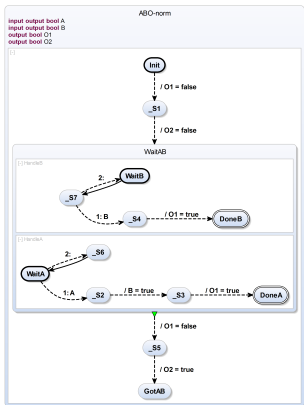 ABO-norm
input output bool A
input output bool B
output bool O1
output bool O2
[-]
Init
/ O1 = false
_S1
/ O2 = false
WaitAB
[-] HandleB
2:
WaitB
_S7
1: B
_S4
/ O1 = true
DoneB
[-] HandleA
2:
_S6
WaitA
1: A
_S2
/ B = true
_S3
/ O1 = true
DoneA
/ O1 = false
_S5
/ O2 = true
GotAB